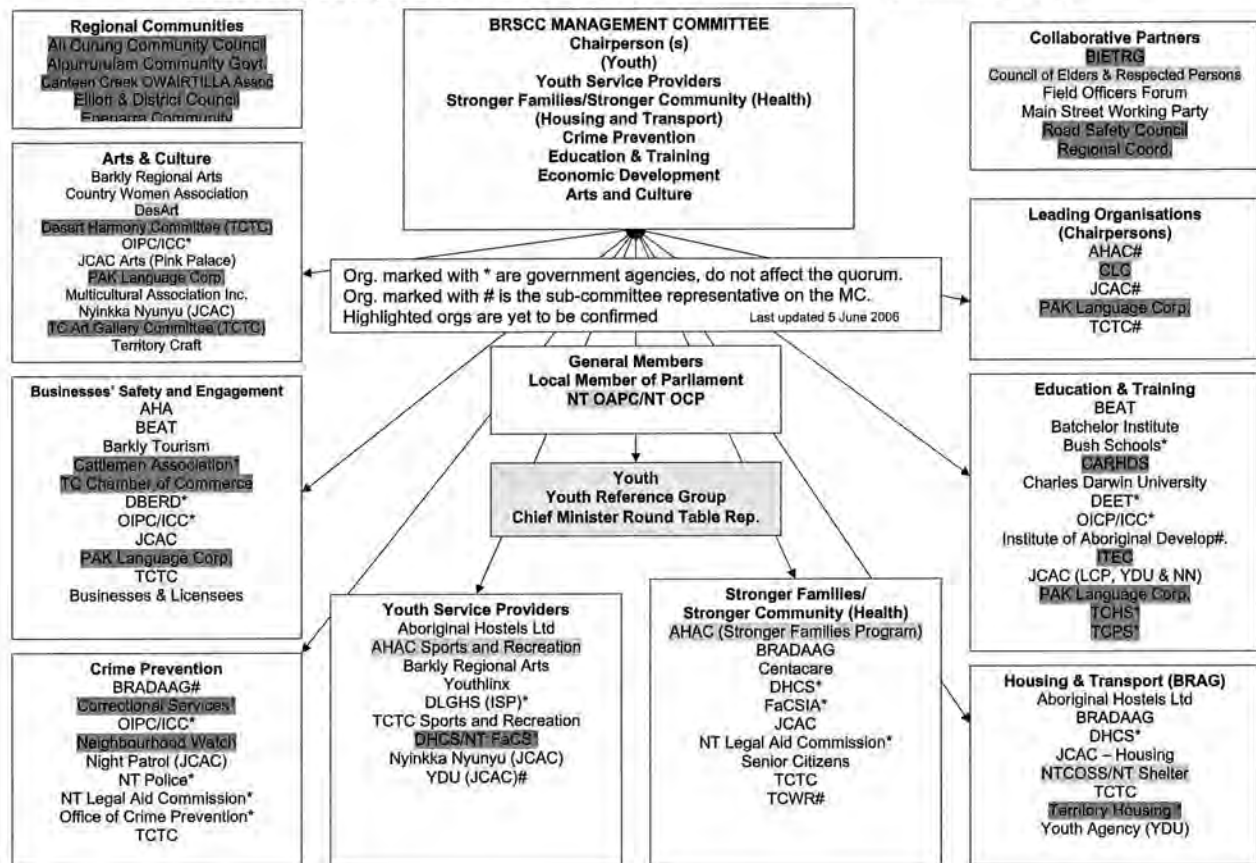 BRSCC MANAGEMENT COMMITTEE
Chairperson (s)
(Youth)
Youth Service Providers
Stronger Families/Stronger Community (Health)
(Housing and Transport)
Crime Prevention
Education & Training
Economic Development
Arts and Culture
Regional Communities
Ali Curung Community Council
Alpurrurulam Community Govt.
Canteen Creek OWAIRTILLA Assoc
Elliott & District Council
Epenarra Community
Collaborative Partners
BIETRG
Council of Elders & Respected Persons
Field Officers Forum
Main Street Working Party
Road Safety Council
Regional Coord.
Arts & Culture
Barkly Regional Arts
Country Women Association
DesArt
Desert Harmony Committee (TCTC)
OIPC/ICC*
JCAC Arts (Pink Palace)
PAK Language Corp.
Multicultural Association Inc.
Nyinkka Nyunyu (JCAC)
TC Art Gallery Committee (TCTC)
Territory Craft
Org. marked with * are government agencies, do not affect the quorum.
Org. marked with # is the sub-committee representative on the MC.
Highlighted orgs are yet to be confirmed Last updated 5 June 2006
Leading Organisations
(Chairpersons)
AHAC#
CLC
JCAC#
PAK Language Corp.
TCTC#
General Members
Local Member of Parliament
NT OAPC/NT OCP
Businesses' Safety and Engagement
AHA
BEAT
Barkly Tourism
Cattlemen Association*
TC Chamber of Commerce
DBERD*
OIPC/ICC*
JCAC
PAK Language Corp.
TCTC
Businesses & Licensees
Youth
Youth Reference Group
Chief Minister Round Table Rep.
Education & Training
BEAT
Batchelor Institute
Bush Schools*
CARHDS
Charles Darwin University
DEET*
OICP/ICC*
Institute of Aboriginal Develop#.
ITEC
JCAC (LCP, YDU & NN)
PAK Language Corp.
TCHS*
TCPS*
Crime Prevention
BRADAAG#
Correctional Services*
OIPC/ICC*
Neighbourhood Watch
Night Patrol (JCAC)
NT Police*
NT Legal Aid Commission*
Office of Crime Prevention*
TCTC
Youth Service Providers
Aboriginal Hostels Ltd
AHAC Sports and Recreation
Barkly Regional Arts
Youthlinx
DLGHS (ISP)*
TCTC Sports and Recreation
DHCS/NT FaCS*
Nyinkka Nyunyu (JCAC)
YDU (JCAC)#
Stronger Families/
Stronger Community (Health)
AHAC (Stronger Families Program)
BRADAAG
Centacare
DHCS*
FaCSIA*
JCAC
NT Legal Aid Commission*
Senior Citizens
TCTC
TCWR#
Housing & Transport (BRAG)
Aboriginal Hostels Ltd
BRADAAG
DHCS*
JCAC – Housing
NTCOSS/NT Shelter
TCTC
Territory Housing *
Youth Agency (YDU)